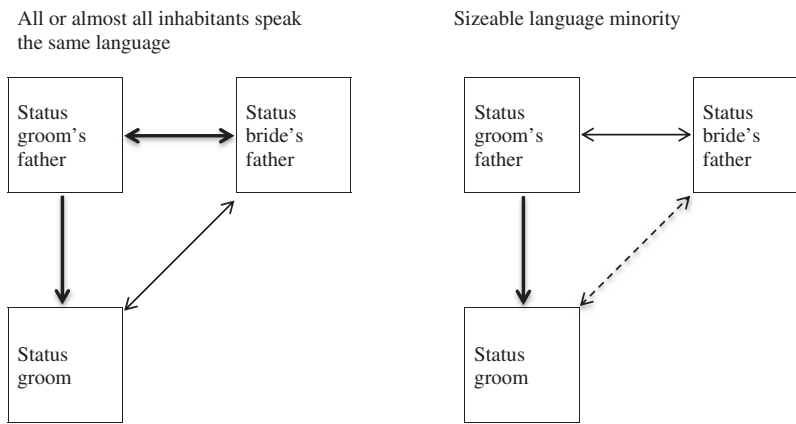 All or almost all inhabitants speak
the same language
Status
groom's
father
Status
bride's
father
Status
groom
Sizeable language minority
Status
groom's
father
Status
bride's
father
Status
groom